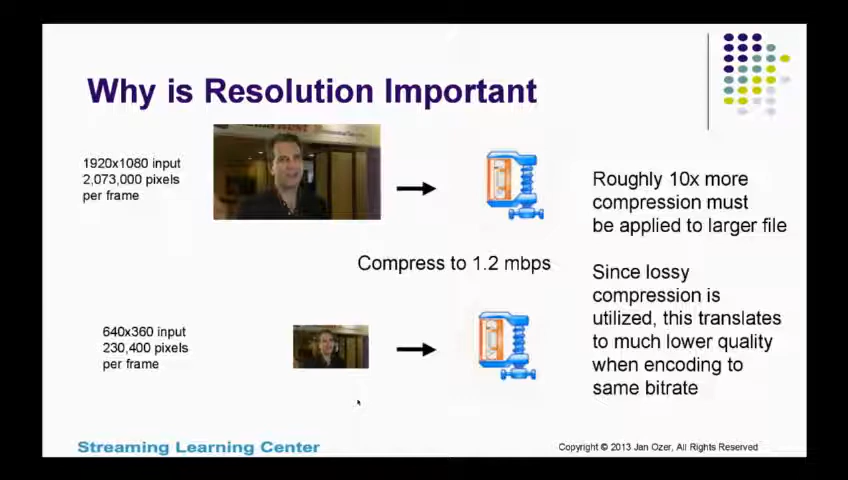 Why is Resolution Important
1920x1080 input
2,073,000 pixels
per frame
Roughly 10x more
compression must
be applied to larger file
Compress to 1.2 mbps
Since lossy
compression is
utilized, this translates
to much lower quality
when encoding to
same bitrate
640x360 input
230,400 pixels
per frame
Streaming Learning Center
Copyright © 2013 Jan Ozer, All Rights Reserved